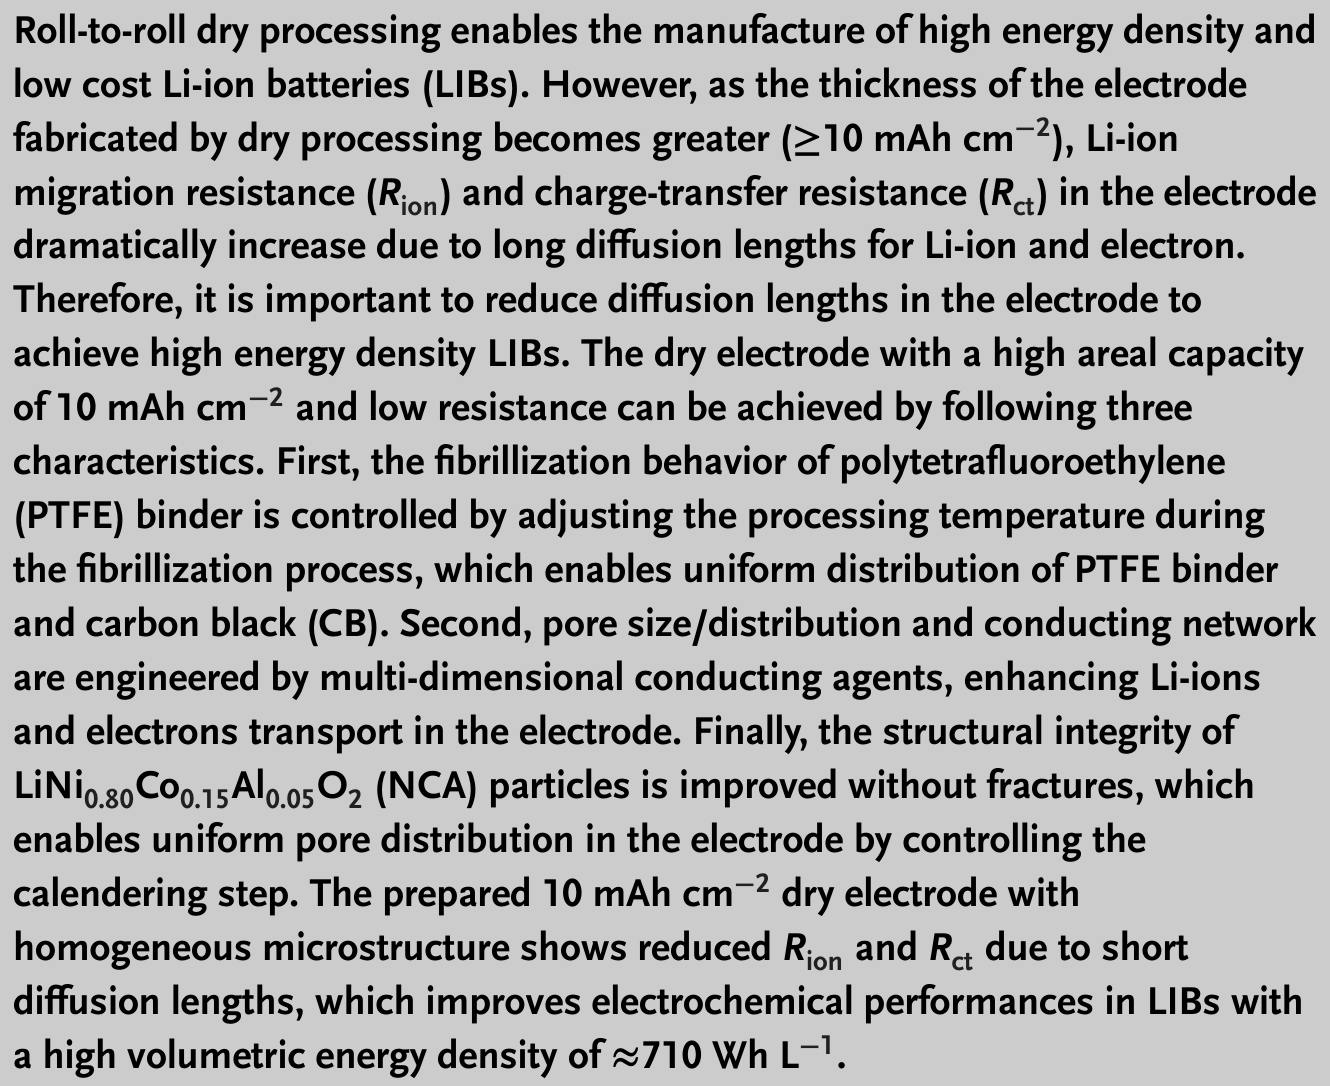 Roll-to-roll dry processing enables the manufacture of high energy density and
low cost Li-ion batteries (LIBs). However, as the thickness of the electrode
fabricated by dry processing becomes greater (≥10 mAh cm⁻²), Li-ion
migration resistance (R_ion) and charge-transfer resistance (R_ct) in the electrode
dramatically increase due to long diffusion lengths for Li-ion and electron.
Therefore, it is important to reduce diffusion lengths in the electrode to
achieve high energy density LIBs. The dry electrode with a high areal capacity
of 10 mAh cm⁻² and low resistance can be achieved by following three
characteristics. First, the fibrillization behavior of polytetrafluoroethylene
(PTFE) binder is controlled by adjusting the processing temperature during
the fibrillization process, which enables uniform distribution of PTFE binder
and carbon black (CB). Second, pore size/distribution and conducting network
are engineered by multi-dimensional conducting agents, enhancing Li-ions
and electrons transport in the electrode. Finally, the structural integrity of
LiNi₀.₈₀Co₀.₁₅Al₀.₀₅O₂ (NCA) particles is improved without fractures, which
enables uniform pore distribution in the electrode by controlling the
calendering step. The prepared 10 mAh cm⁻² dry electrode with
homogeneous microstructure shows reduced R_ion and R_ct due to short
diffusion lengths, which improves electrochemical performances in LIBs with
a high volumetric energy density of ≈710 Wh L⁻¹.